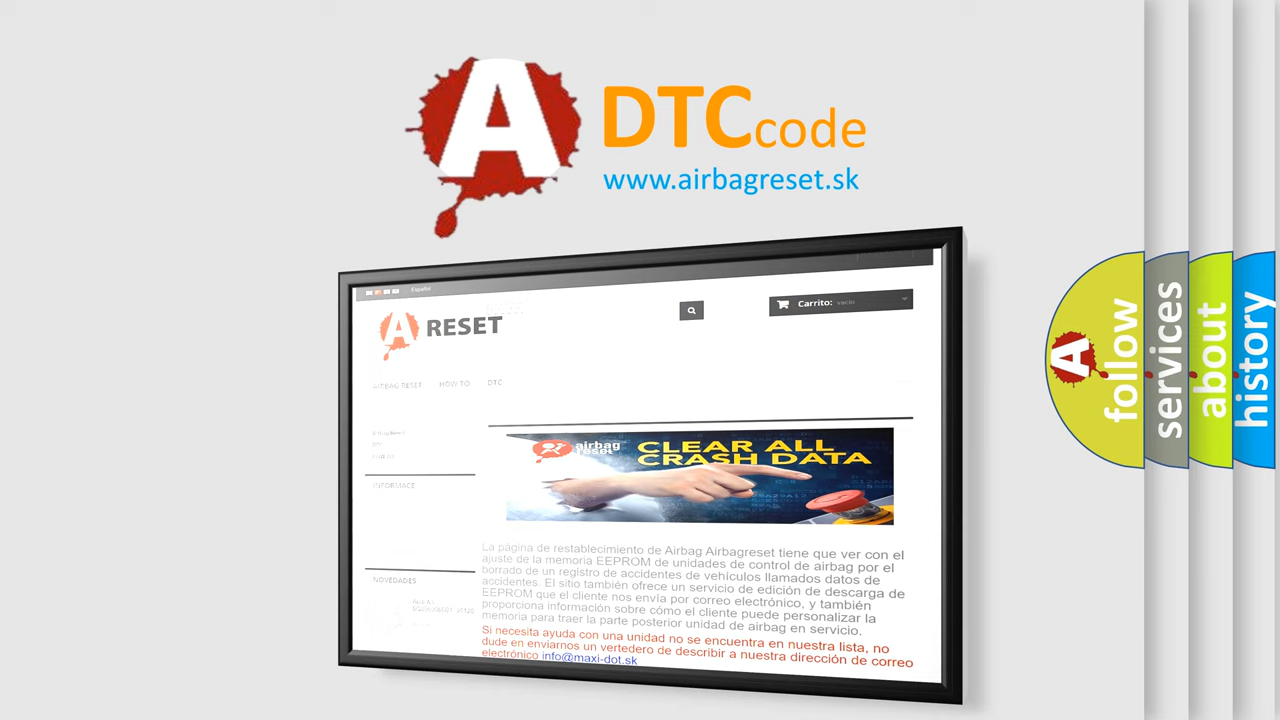 A DTCcode
www.airbagreset.sk
Español
A RESET
Carrito: vacío
AIRBAG RESET HOW TO DTC
INFORMACE
airbag
reset
CLEAR ALL
CRASH DATA
La página de restablecimiento de Airbag Airbagreset tiene que ver con el
ajuste de la memoria EEPROM de unidades de control de airbag por el
borrado de un registro de accidentes de vehículos llamados datos de
accidentes. El sitio también ofrece un servicio de edición de descarga de
EEPROM que el cliente nos envía por correo electrónico, y también
proporciona información sobre cómo el cliente puede personalizar la
memoria para traer la parte posterior unidad de airbag en servicio.
Si necesita ayuda con una unidad no se encuentra en nuestra lista, no
dude en enviarnos un vertedero de describir a nuestra dirección de correo
electrónico info@maxi-dot.sk
NOVEDADES
A
follow
services
about
history